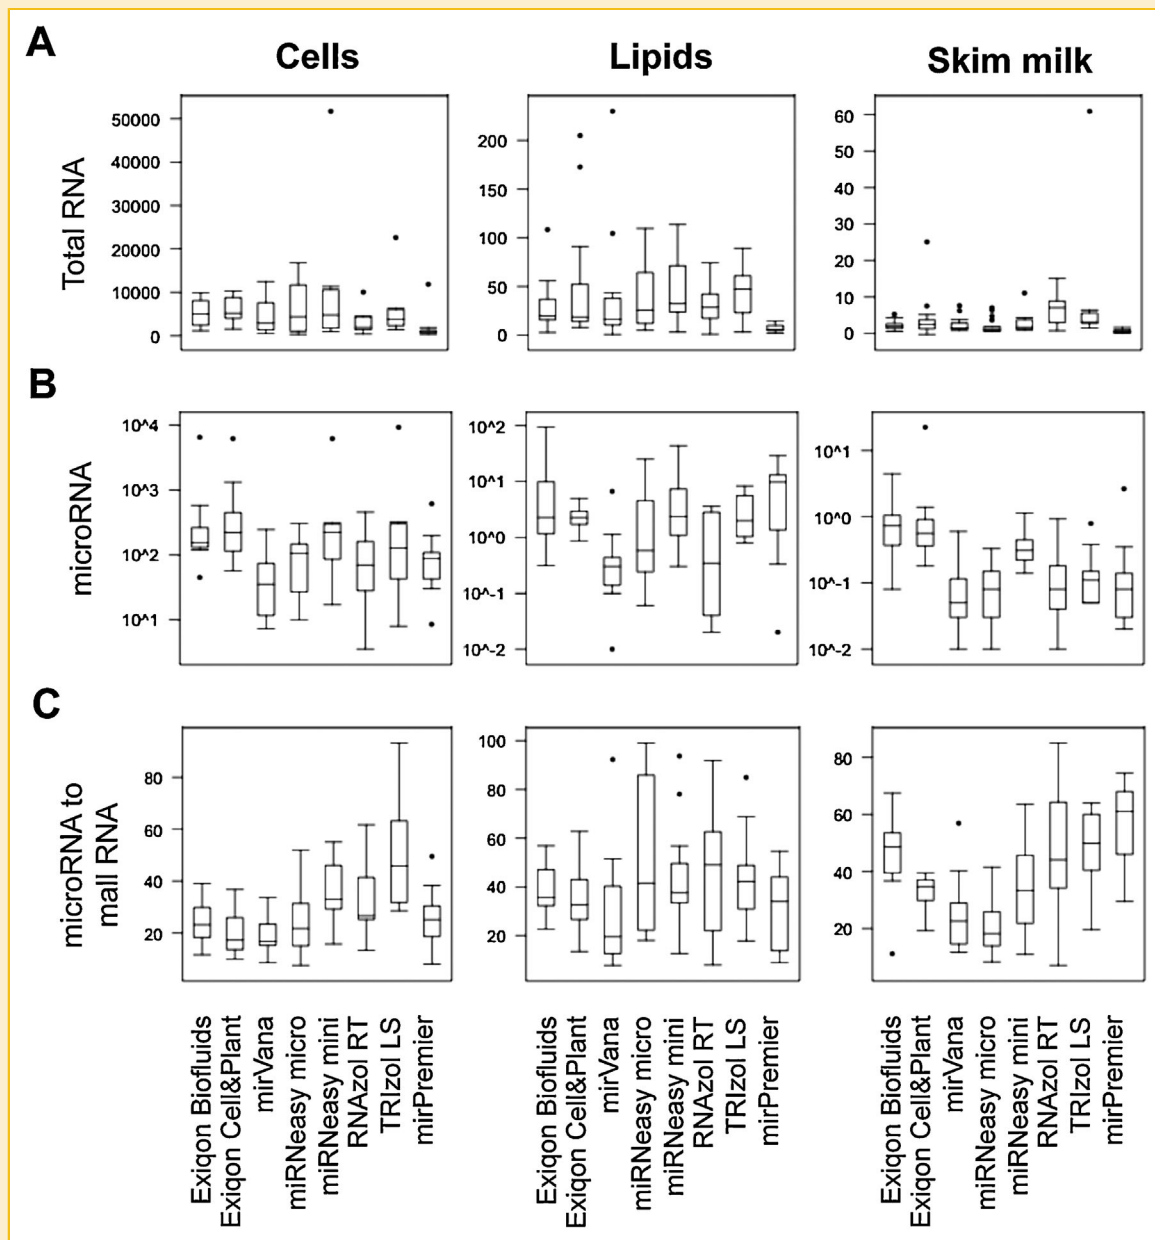 A
Cells
Lipids
Skim milk
Total RNA
50000
40000
30000
20000
10000
0
200
150
100
50
0
60
50
40
30
20
10
0
B
microRNA
10^4
10^3
10^2
10^1
10^2
10^1
10^0
10^-1
10^-2
10^1
10^0
10^-1
10^-2
C
microRNA to
mall RNA
80
60
40
20
100
80
60
40
20
80
60
40
20
Exiqon Biofluids
Exiqon Cell&Plant
mirVana
miRNeasy micro
miRNeasy mini
RNAzol RT
TRIzol LS
mirPremier
Exiqon Biofluids
Exiqon Cell&Plant
mirVana
miRNeasy micro
miRNeasy mini
RNAzol RT
TRIzol LS
mirPremier
Exiqon Biofluids
Exiqon Cell&Plant
mirVana
miRNeasy micro
miRNeasy mini
RNAzol RT
TRIzol LS
mirPremier